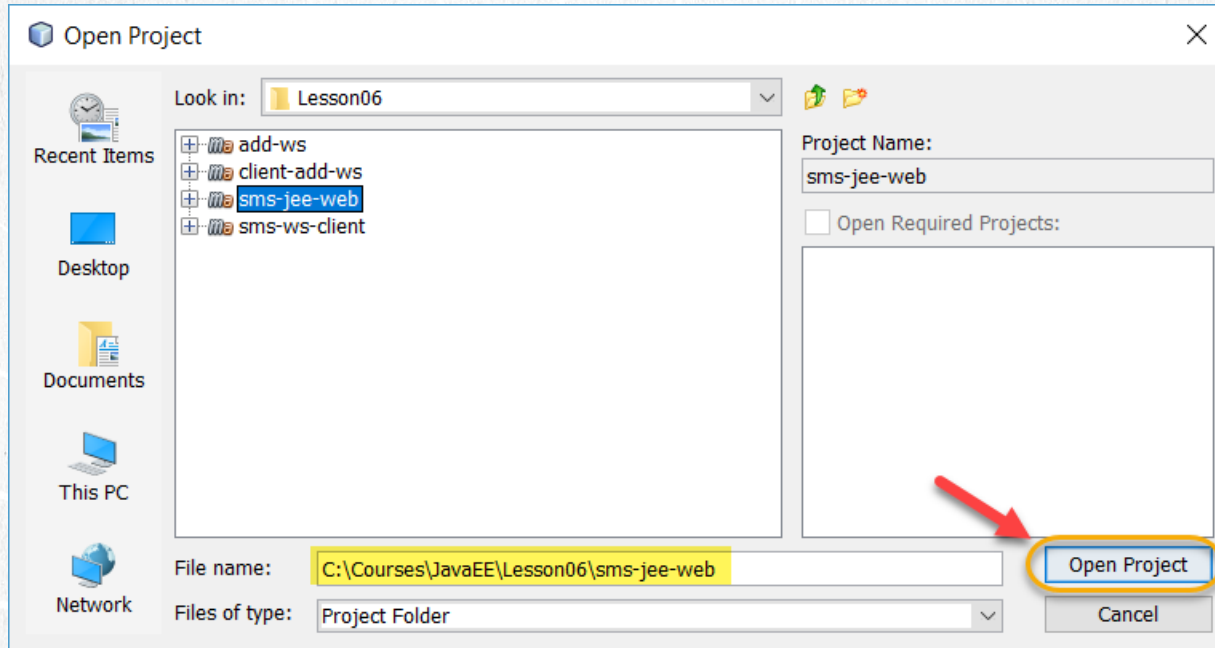 Open Project
Look in:
Lesson06
Recent Items
Desktop
Documents
This PC
Network
add-ws
client-add-ws
sms-jee-web
sms-ws-client
Project Name:
sms-jee-web
Open Required Projects:
File name:
C:\Courses\JavaEE\Lesson06\sms-jee-web
Open Project
Files of type:
Project Folder
Cancel